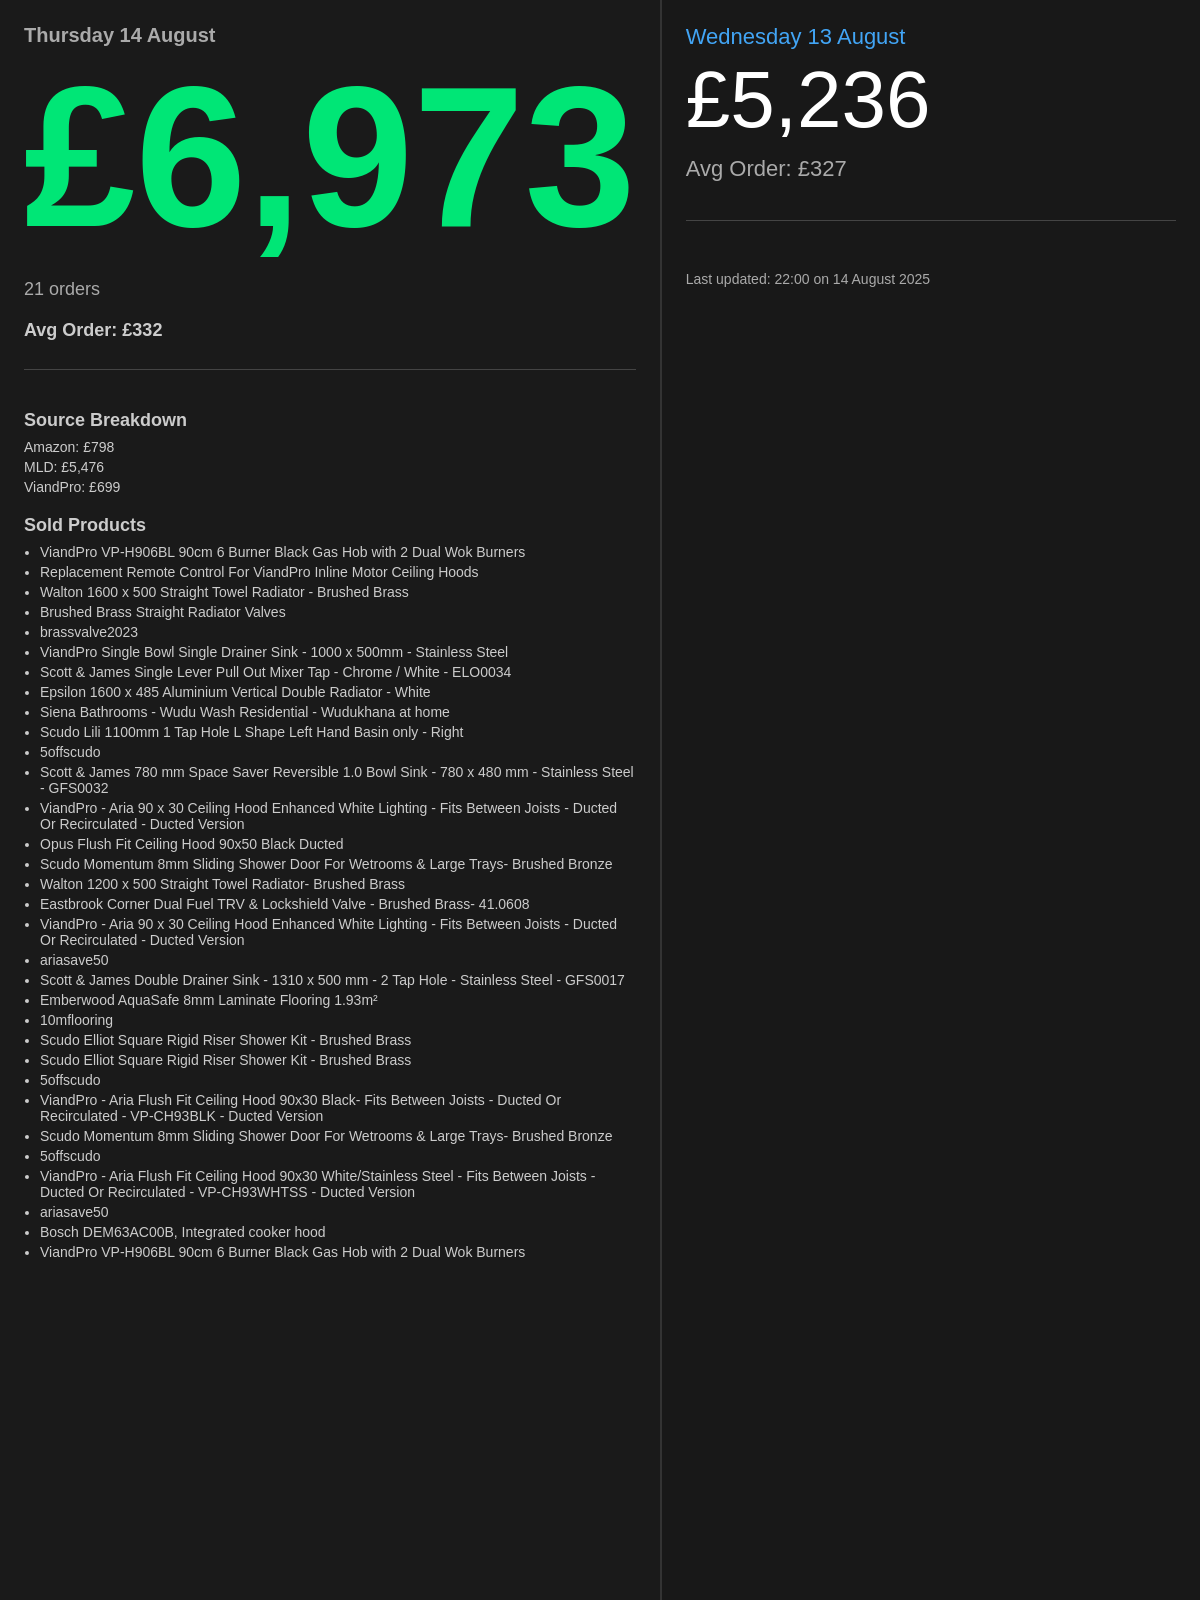 Thursday 14 August
£6,973
21 orders
Avg Order: £332
Source Breakdown
Amazon: £798
MLD: £5,476
ViandPro: £699
Sold Products
• ViandPro VP-H906BL 90cm 6 Burner Black Gas Hob with 2 Dual Wok Burners
• Replacement Remote Control For ViandPro Inline Motor Ceiling Hoods
• Walton 1600 x 500 Straight Towel Radiator - Brushed Brass
• Brushed Brass Straight Radiator Valves
• brassvalve2023
• ViandPro Single Bowl Single Drainer Sink - 1000 x 500mm - Stainless Steel
• Scott & James Single Lever Pull Out Mixer Tap - Chrome / White - ELO0034
• Epsilon 1600 x 485 Aluminium Vertical Double Radiator - White
• Siena Bathrooms - Wudu Wash Residential - Wudukhana at home
• Scudo Lili 1100mm 1 Tap Hole L Shape Left Hand Basin only - Right
• 5offscudo
• Scott & James 780 mm Space Saver Reversible 1.0 Bowl Sink - 780 x 480 mm - Stainless Steel
- GFS0032
• ViandPro - Aria 90 x 30 Ceiling Hood Enhanced White Lighting - Fits Between Joists - Ducted
Or Recirculated - Ducted Version
• Opus Flush Fit Ceiling Hood 90x50 Black Ducted
• Scudo Momentum 8mm Sliding Shower Door For Wetrooms & Large Trays- Brushed Bronze
• Walton 1200 x 500 Straight Towel Radiator- Brushed Brass
• Eastbrook Corner Dual Fuel TRV & Lockshield Valve - Brushed Brass- 41.0608
• ViandPro - Aria 90 x 30 Ceiling Hood Enhanced White Lighting - Fits Between Joists - Ducted
Or Recirculated - Ducted Version
• ariasave50
• Scott & James Double Drainer Sink - 1310 x 500 mm - 2 Tap Hole - Stainless Steel - GFS0017
• Emberwood AquaSafe 8mm Laminate Flooring 1.93m²
• 10mflooring
• Scudo Elliot Square Rigid Riser Shower Kit - Brushed Brass
• Scudo Elliot Square Rigid Riser Shower Kit - Brushed Brass
• 5offscudo
• ViandPro - Aria Flush Fit Ceiling Hood 90x30 Black- Fits Between Joists - Ducted Or
Recirculated - VP-CH93BLK - Ducted Version
• Scudo Momentum 8mm Sliding Shower Door For Wetrooms & Large Trays- Brushed Bronze
• 5offscudo
• ViandPro - Aria Flush Fit Ceiling Hood 90x30 White/Stainless Steel - Fits Between Joists -
Ducted Or Recirculated - VP-CH93WHTSS - Ducted Version
• ariasave50
• Bosch DEM63AC00B, Integrated cooker hood
• ViandPro VP-H906BL 90cm 6 Burner Black Gas Hob with 2 Dual Wok Burners
Wednesday 13 August
£5,236
Avg Order: £327
Last updated: 22:00 on 14 August 2025